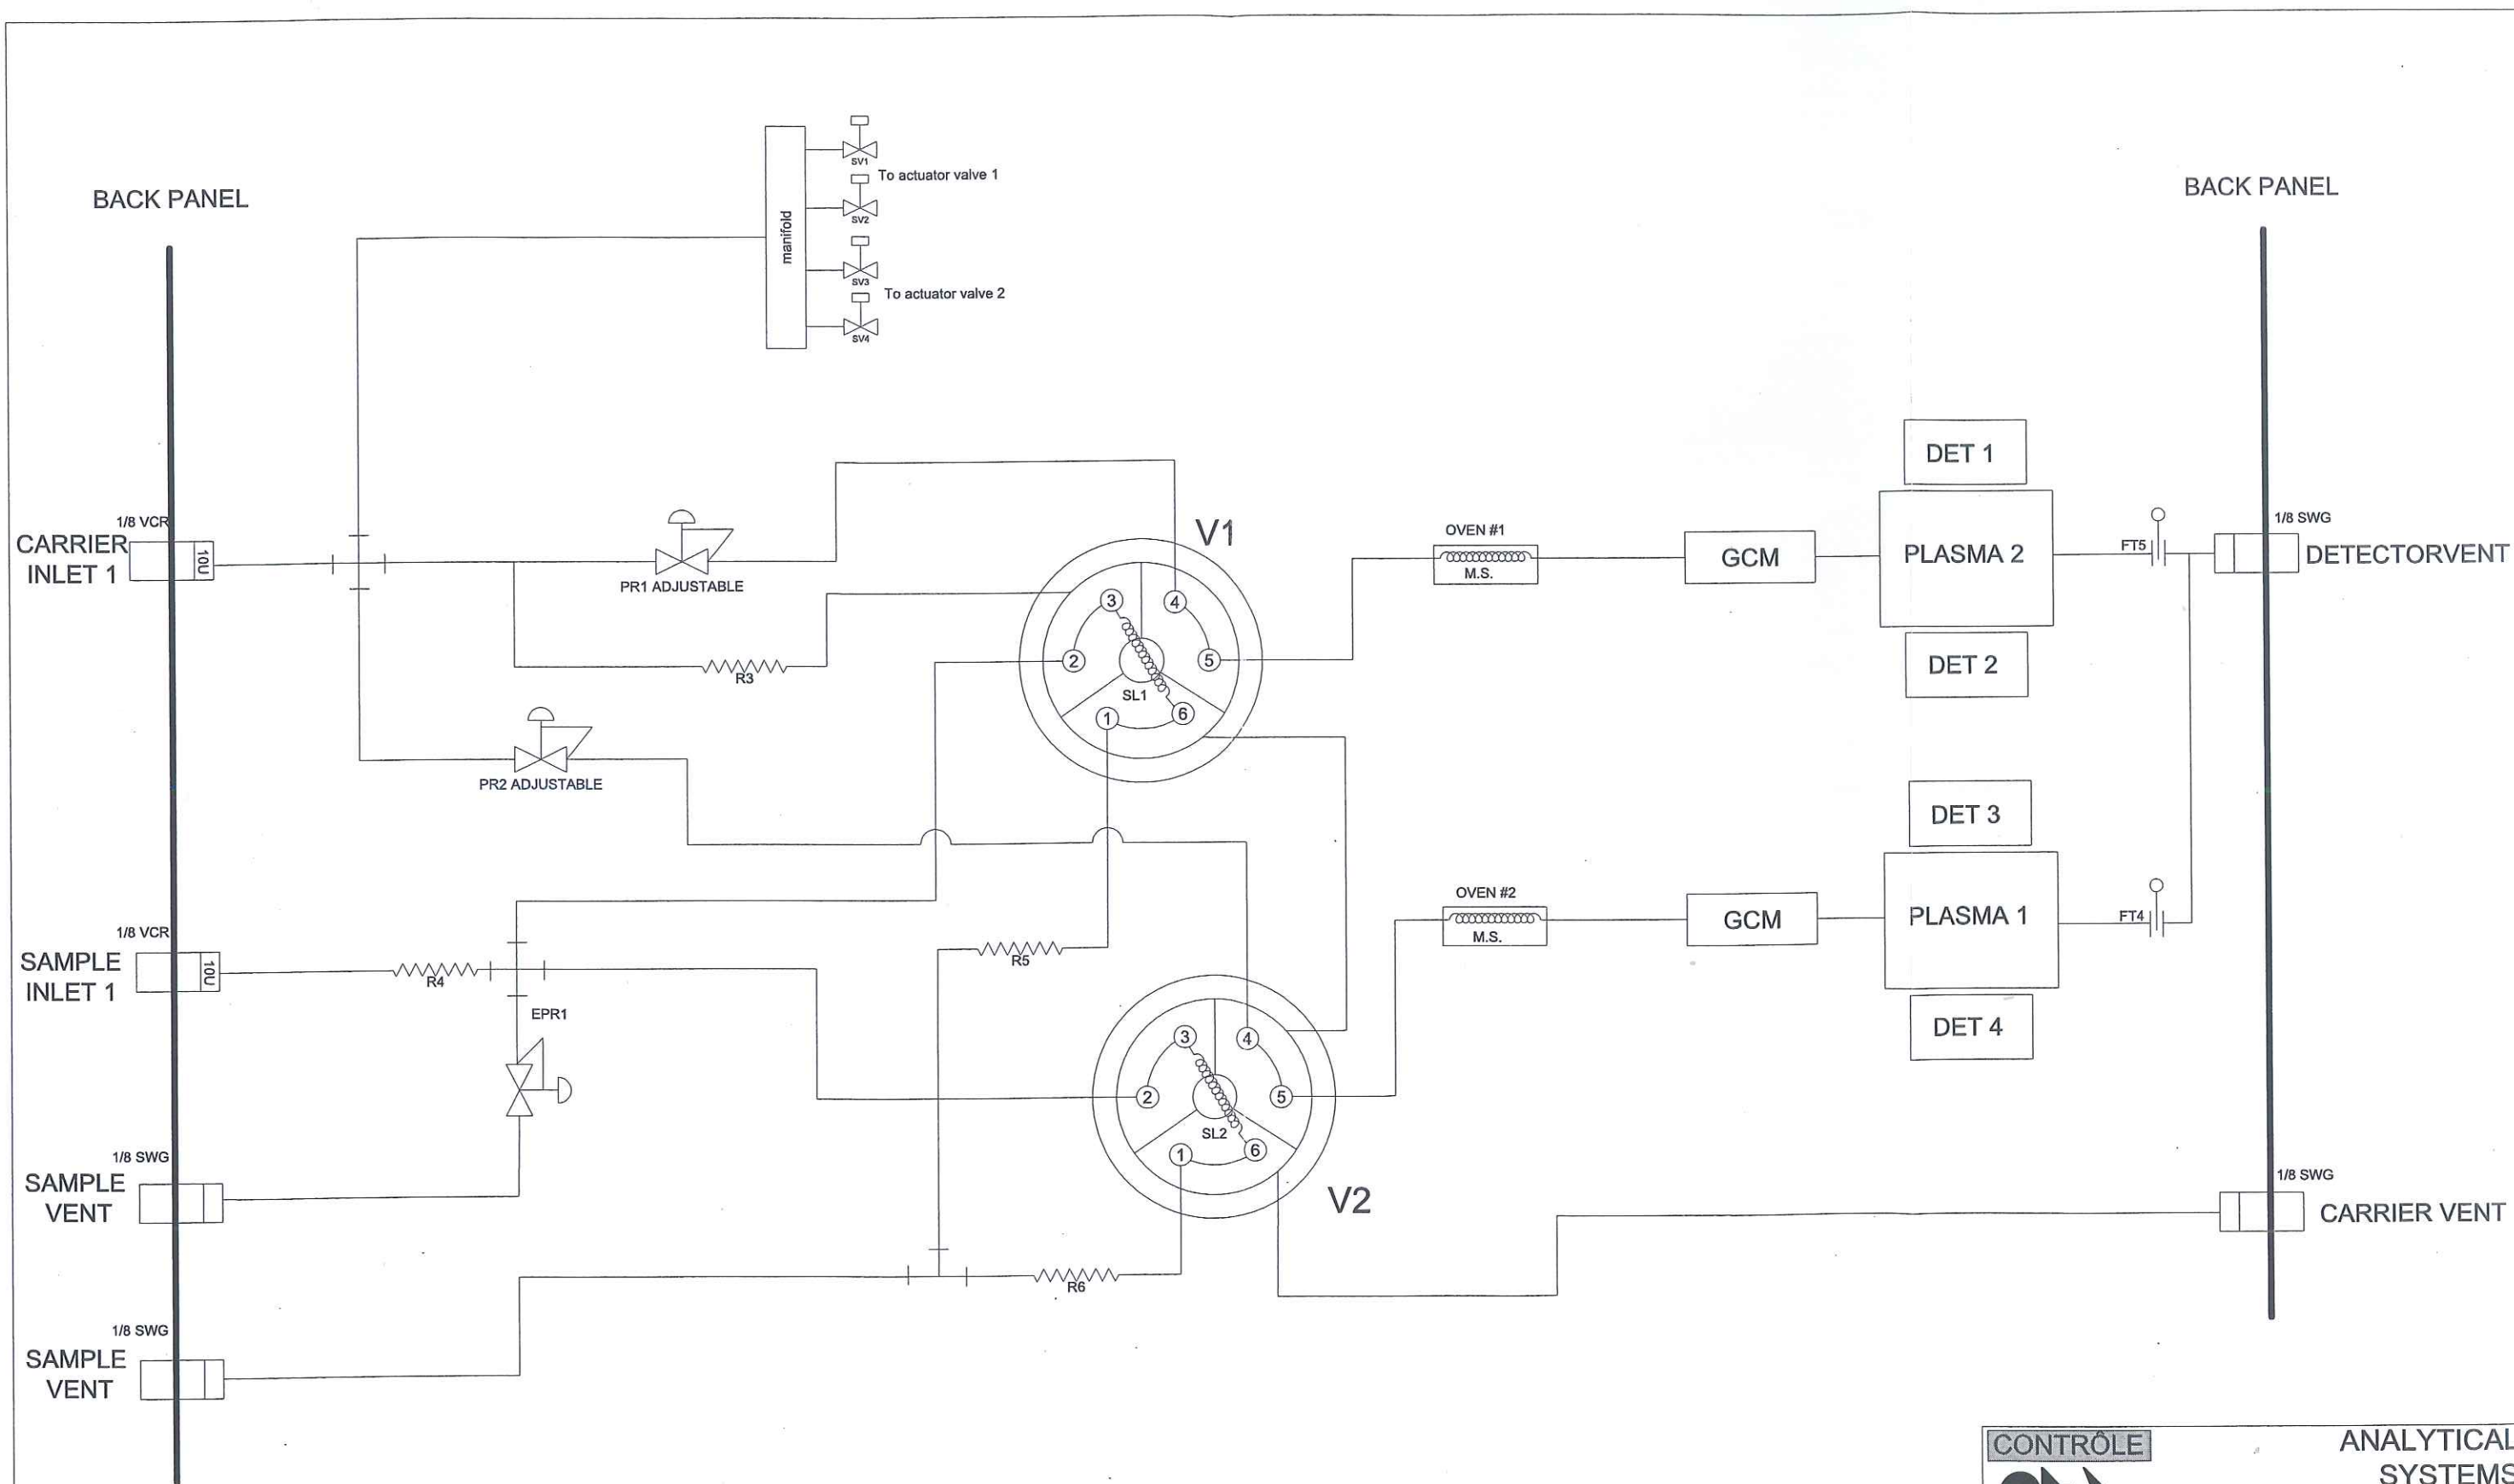 BACK PANEL
BACK PANEL
manifold
SV1
To actuator valve 1
SV2
SV3
To actuator valve 2
SV4
1/8 VCR
CARRIER
INLET 1
10U
PR1 ADJUSTABLE
R3
PR2 ADJUSTABLE
V1
3
4
2
5
SL1
1
6
OVEN #1
M.S.
GCM
DET 1
PLASMA 2
DET 2
FT5
1/8 SWG
DETECTORVENT
1/8 VCR
SAMPLE
INLET 1
10U
R4
EPR1
R5
OVEN #2
M.S.
GCM
DET 3
PLASMA 1
DET 4
FT4
3
4
2
5
SL2
1
6
V2
1/8 SWG
SAMPLE
VENT
R6
1/8 SWG
CARRIER VENT
1/8 SWG
SAMPLE
VENT
CONTRÔLE
ANALYTICAL
SYSTEMS